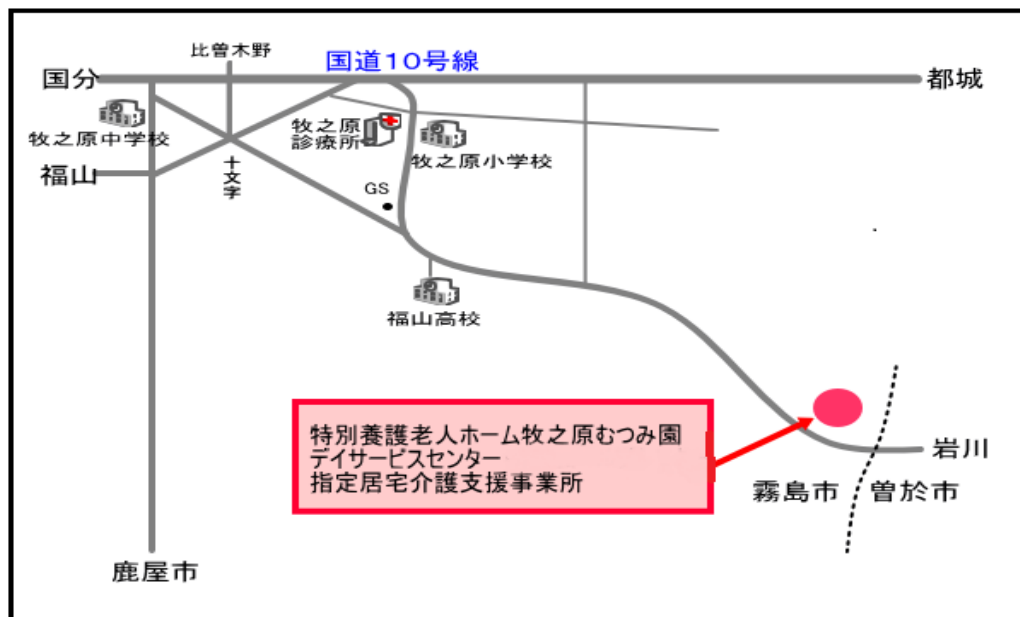 比曽木野
国道10号線
国分
都城
牧之原中学校
牧之原
診療所
牧之原小学校
福山
十文字
GS
福山高校
特別養護老人ホーム牧之原むつみ園
デイサービスセンター
指定居宅介護支援事業所
岩川
霧島市
曽於市
鹿屋市